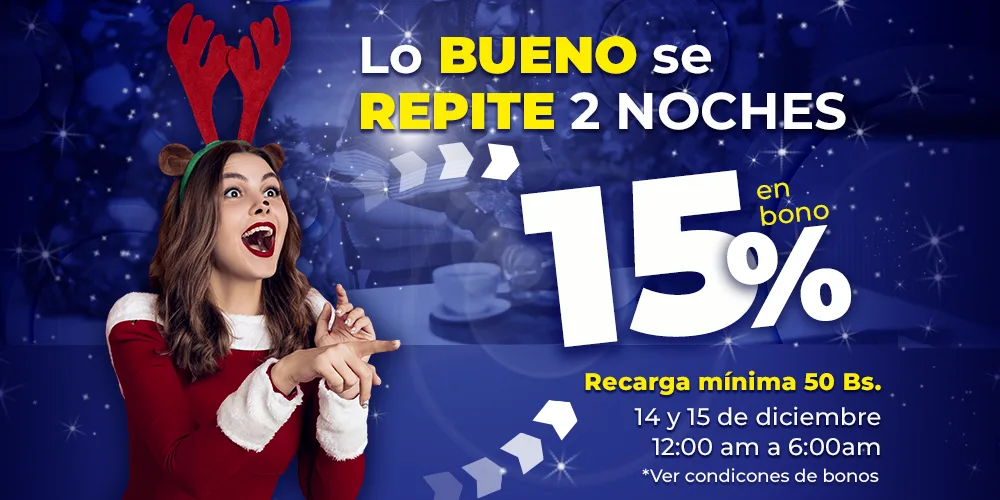 Lo BUENO se
REPITE 2 NOCHES
15%
en
bono
Recarga mínima 50 Bs.
14 y 15 de diciembre
12:00 am a 6:00am
*Ver condicones de bonos